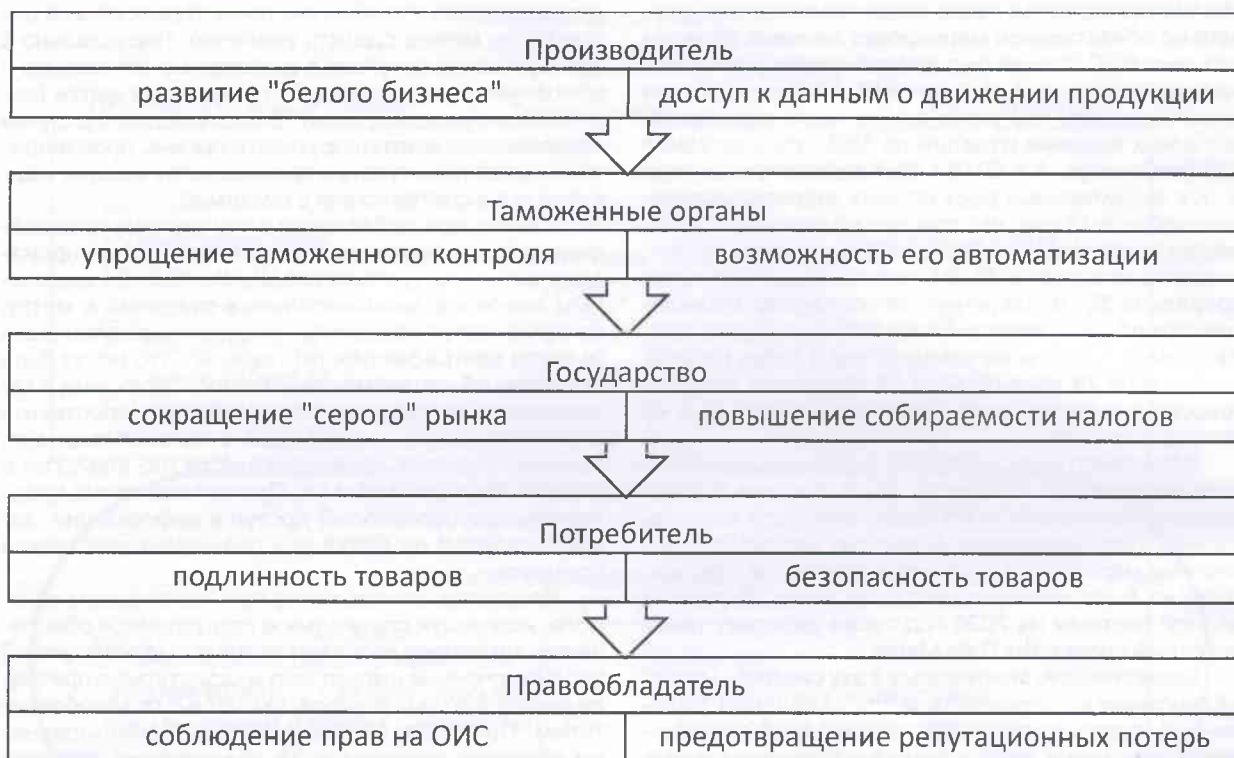 Производитель
развитие "белого бизнеса" доступ к данным о движении продукции
Таможенные органы
упрощение таможенного контроля возможность его автоматизации
Государство
сокращение "серого" рынка повышение собираемости налогов
Потребитель
подлинность товаров безопасность товаров
Правообладатель
соблюдение прав на ОИС предотвращение репутационных потерь